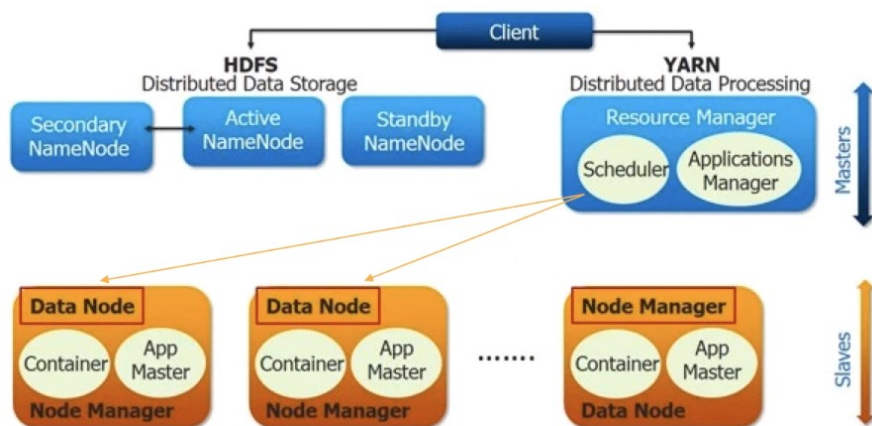 Client
HDFS
Distributed Data Storage
YARN
Distributed Data Processing
Secondary
NameNode
Active
NameNode
Standby
NameNode
Resource Manager
Scheduler
Applications
Manager
Masters
Data Node
Container
App
Master
Node Manager
Data Node
Container
App
Master
Node Manager
.......
Node Manager
Container
App
Master
Data Node
Slaves